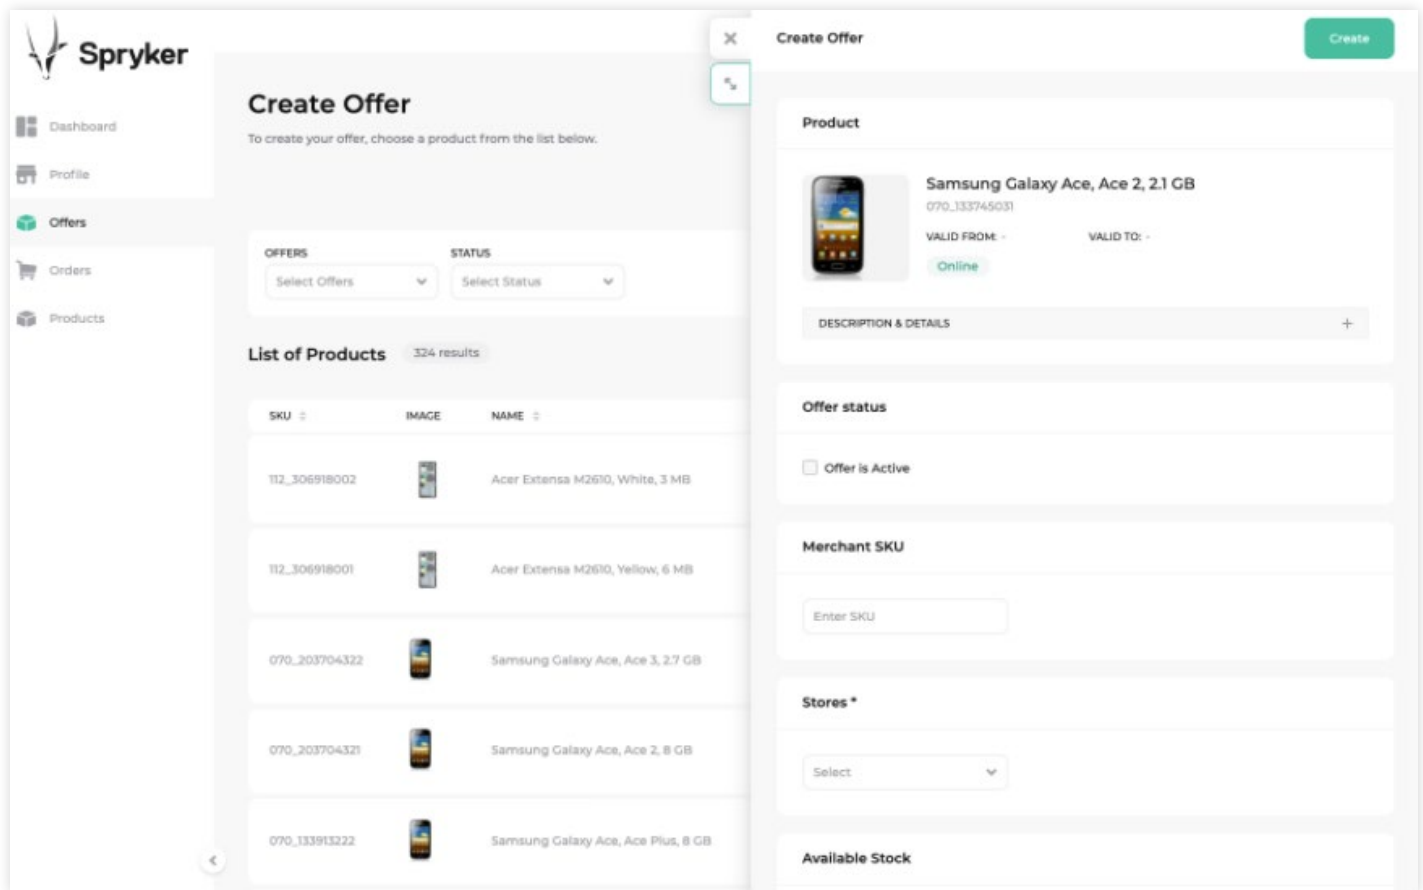 Spryker
Dashboard
Profile
Offers
Orders
Products
Create Offer
To create your offer, choose a product from the list below.
OFFERS
STATUS
Select Offers
Select Status
List of Products 324 results
SKU IMAGE NAME
112_306918002 Acer Extensa M2610, White, 3 MB
112_306918001 Acer Extensa M2610, Yellow, 6 MB
070_203704322 Samsung Galaxy Ace, Ace 3, 2.7 GB
070_203704321 Samsung Galaxy Ace, Ace 2, 8 GB
070_133913222 Samsung Galaxy Ace, Ace Plus, 8 GB
Create Offer
Create
Product
Samsung Galaxy Ace, Ace 2, 2.1 GB
070_133745031
VALID FROM: - VALID TO: -
Online
DESCRIPTION & DETAILS
Offer status
Offer is Active
Merchant SKU
Enter SKU
Stores *
Select
Available Stock